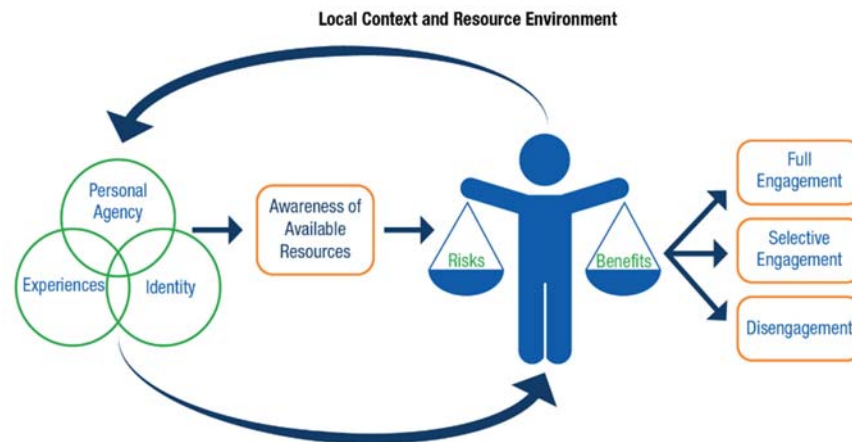 Local Context and Resource Environment
Personal
Agency
Experiences
Identity
Awareness of
Available
Resources
Risks
Benefits
Full
Engagement
Selective
Engagement
Disengagement